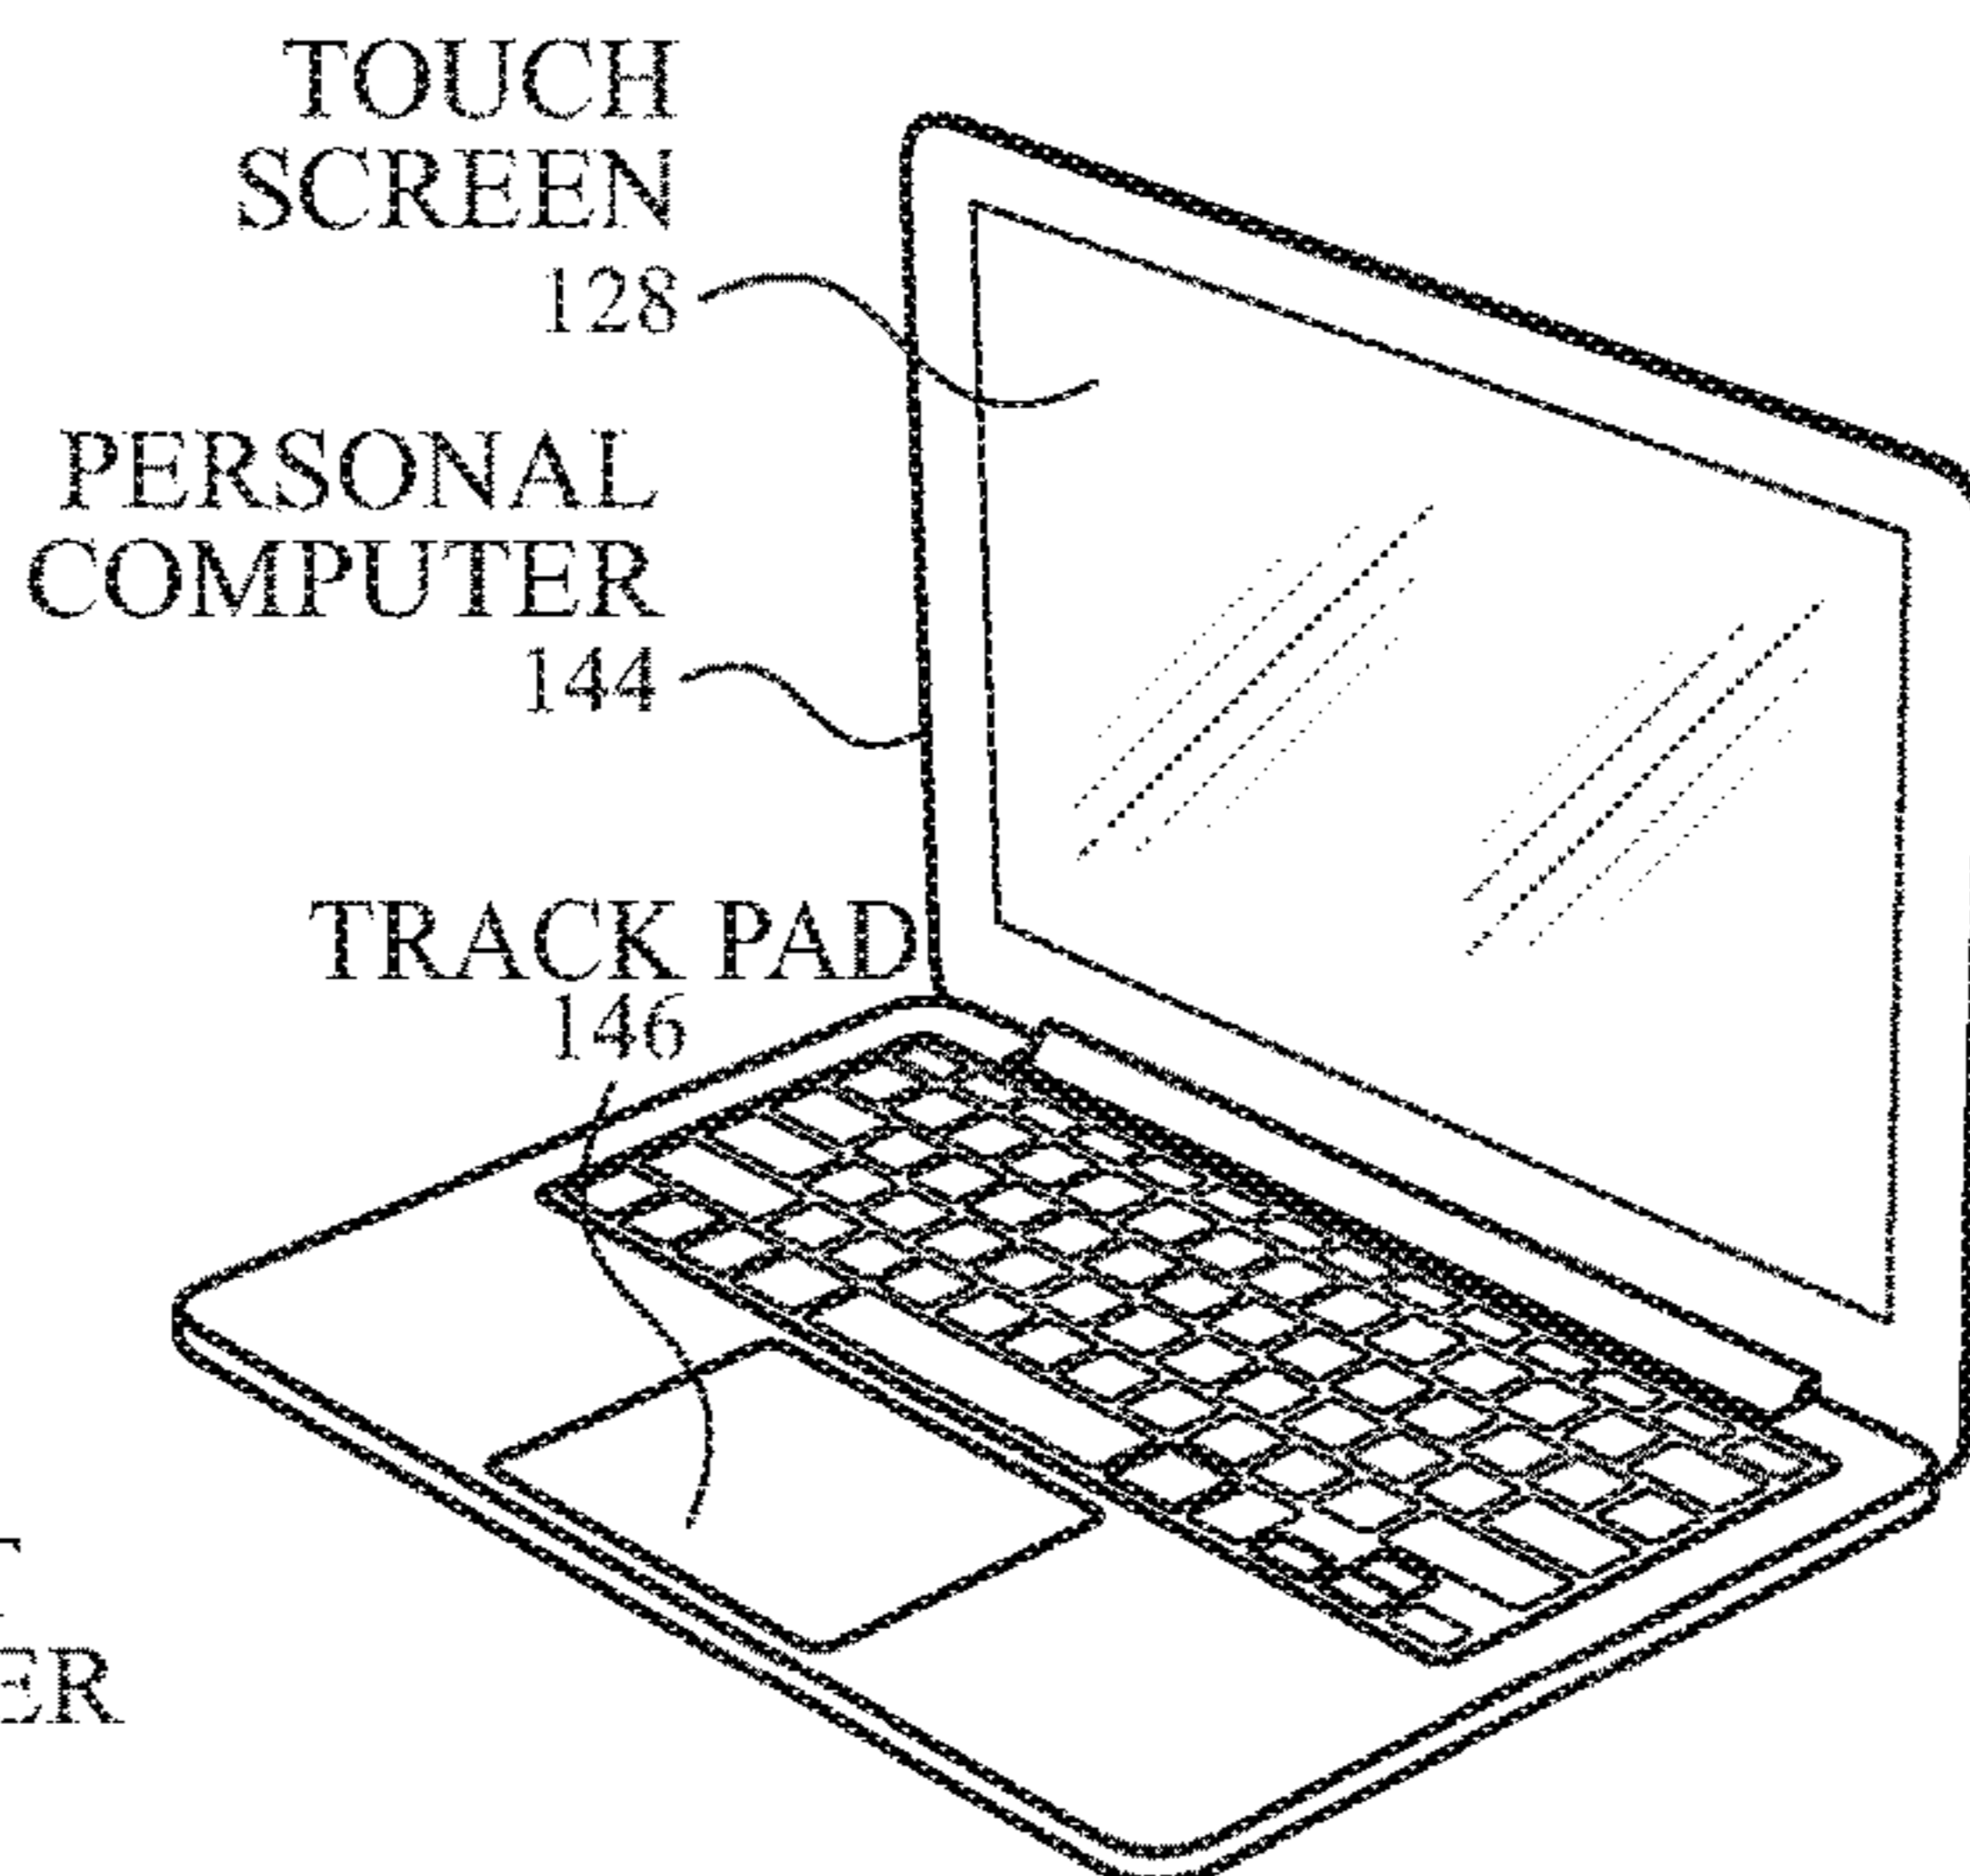 TOUCH
SCREEN
128
PERSONAL
COMPUTER
144
TRACK PAD
146